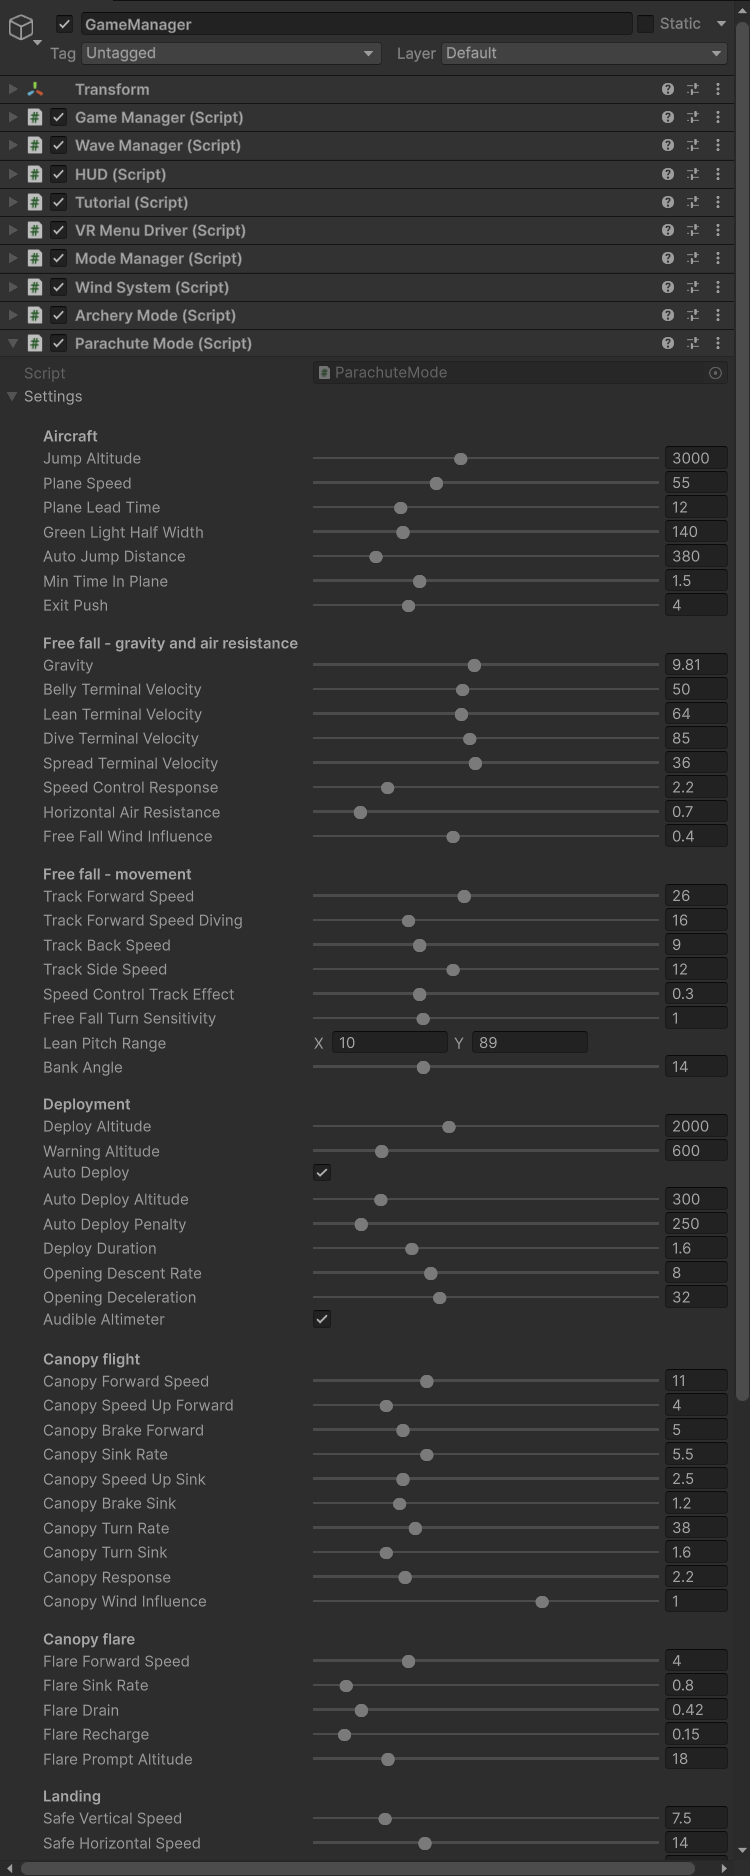 GameManager Static
Tag Untagged Layer Default
Transform
Game Manager (Script)
Wave Manager (Script)
HUD (Script)
Tutorial (Script)
VR Menu Driver (Script)
Mode Manager (Script)
Wind System (Script)
Archery Mode (Script)
Parachute Mode (Script)
Script ParachuteMode
Settings
Aircraft
Jump Altitude 3000
Plane Speed 55
Plane Lead Time 12
Green Light Half Width 140
Auto Jump Distance 380
Min Time In Plane 1.5
Exit Push 4
Free fall - gravity and air resistance
Gravity 9.81
Belly Terminal Velocity 50
Lean Terminal Velocity 64
Dive Terminal Velocity 85
Spread Terminal Velocity 36
Speed Control Response 2.2
Horizontal Air Resistance 0.7
Free Fall Wind Influence 0.4
Free fall - movement
Track Forward Speed 26
Track Forward Speed Diving 16
Track Back Speed 9
Track Side Speed 12
Speed Control Track Effect 0.3
Free Fall Turn Sensitivity 1
Lean Pitch Range X 10 Y 89
Bank Angle 14
Deployment
Deploy Altitude 2000
Warning Altitude 600
Auto Deploy
Auto Deploy Altitude 300
Auto Deploy Penalty 250
Deploy Duration 1.6
Opening Descent Rate 8
Opening Deceleration 32
Audible Altimeter
Canopy flight
Canopy Forward Speed 11
Canopy Speed Up Forward 4
Canopy Brake Forward 5
Canopy Sink Rate 5.5
Canopy Speed Up Sink 2.5
Canopy Brake Sink 1.2
Canopy Turn Rate 38
Canopy Turn Sink 1.6
Canopy Response 2.2
Canopy Wind Influence 1
Canopy flare
Flare Forward Speed 4
Flare Sink Rate 0.8
Flare Drain 0.42
Flare Recharge 0.15
Flare Prompt Altitude 18
Landing
Safe Vertical Speed 7.5
Safe Horizontal Speed 14